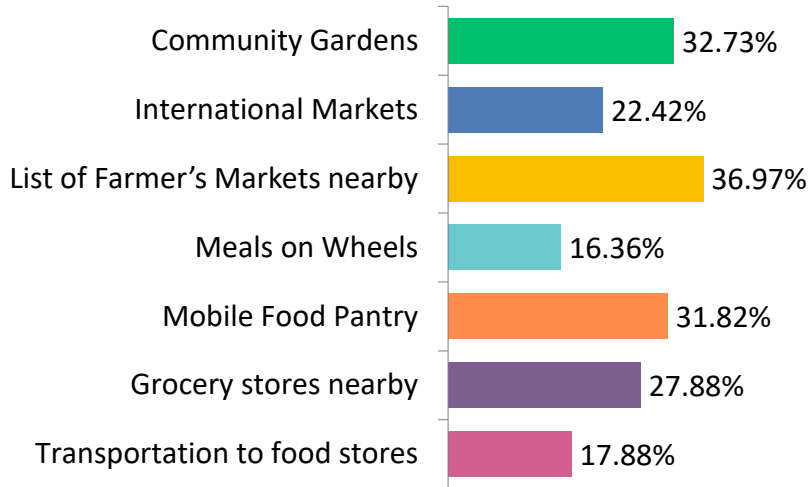 Community Gardens 32.73%
International Markets 22.42%
List of Farmer’s Markets nearby 36.97%
Meals on Wheels 16.36%
Mobile Food Pantry 31.82%
Grocery stores nearby 27.88%
Transportation to food stores 17.88%